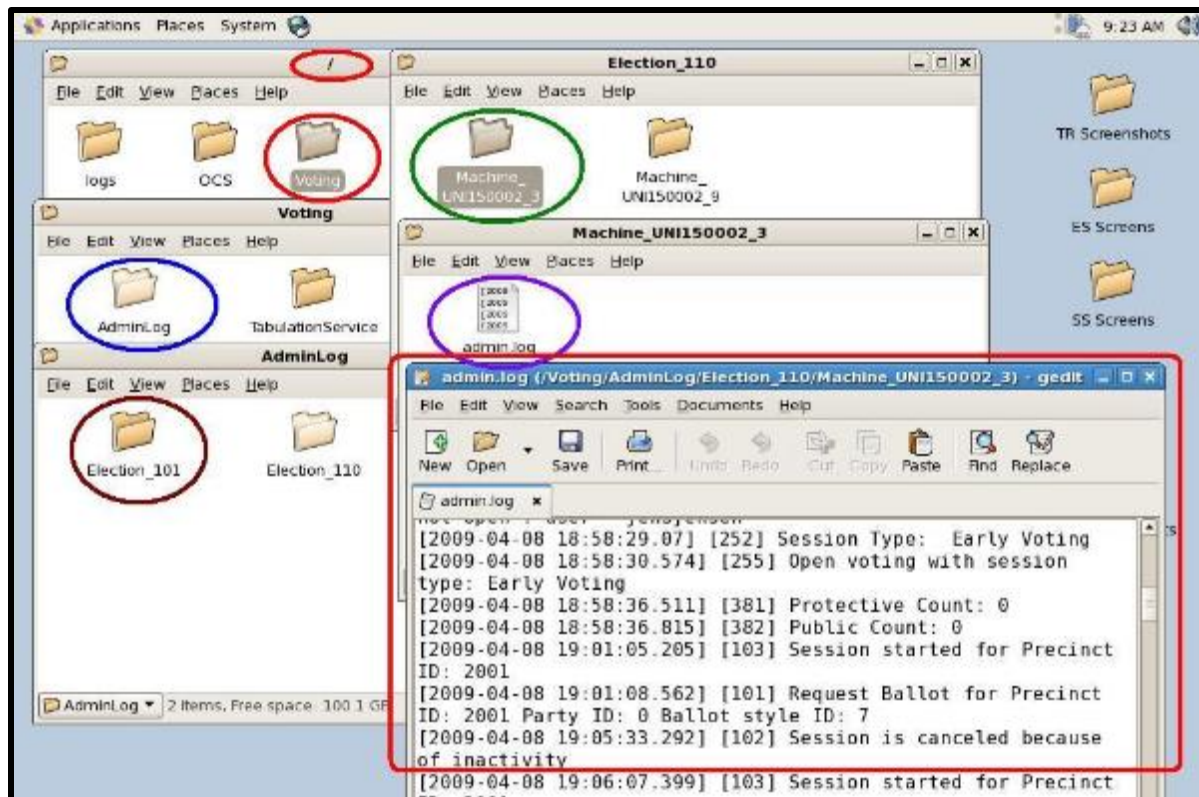 Applications Places System
9:23 AM
/
File Edit View Places Help
logs
OCS
Voting
Election_110
File Edit View Places Help
Machine_
UNI150002_3
Machine_
UNI150002_9
TR Screenshots
ES Screens
SS Screens
Voting
File Edit View Places Help
AdminLog
TabulationService
Machine_UNI150002_3
File Edit View Places Help
[2009
[2009
[2009
[2009
admin.log
AdminLog
File Edit View Places Help
Election_101
Election_110
AdminLog
2 items, Free space: 100.1 GB
admin.log (/Voting/AdminLog/Election_110/Machine_UNI150002_3) - gedit
File Edit View Search Tools Documents Help
New Open Save Print... Undo Redo Cut Copy Paste Find Replace
admin.log
not open : user
[2009-04-08 18:58:29.07] [252] Session Type: Early Voting
[2009-04-08 18:58:30.574] [255] Open voting with session
type: Early Voting
[2009-04-08 18:58:36.511] [381] Protective Count: 0
[2009-04-08 18:58:36.815] [382] Public Count: 0
[2009-04-08 19:01:05.205] [103] Session started for Precinct
ID: 2001
[2009-04-08 19:01:08.562] [101] Request Ballot for Precinct
ID: 2001 Party ID: 0 Ballot style ID: 7
[2009-04-08 19:05:33.292] [102] Session is canceled because
of inactivity
[2009-04-08 19:06:07.399] [103] Session started for Precinct